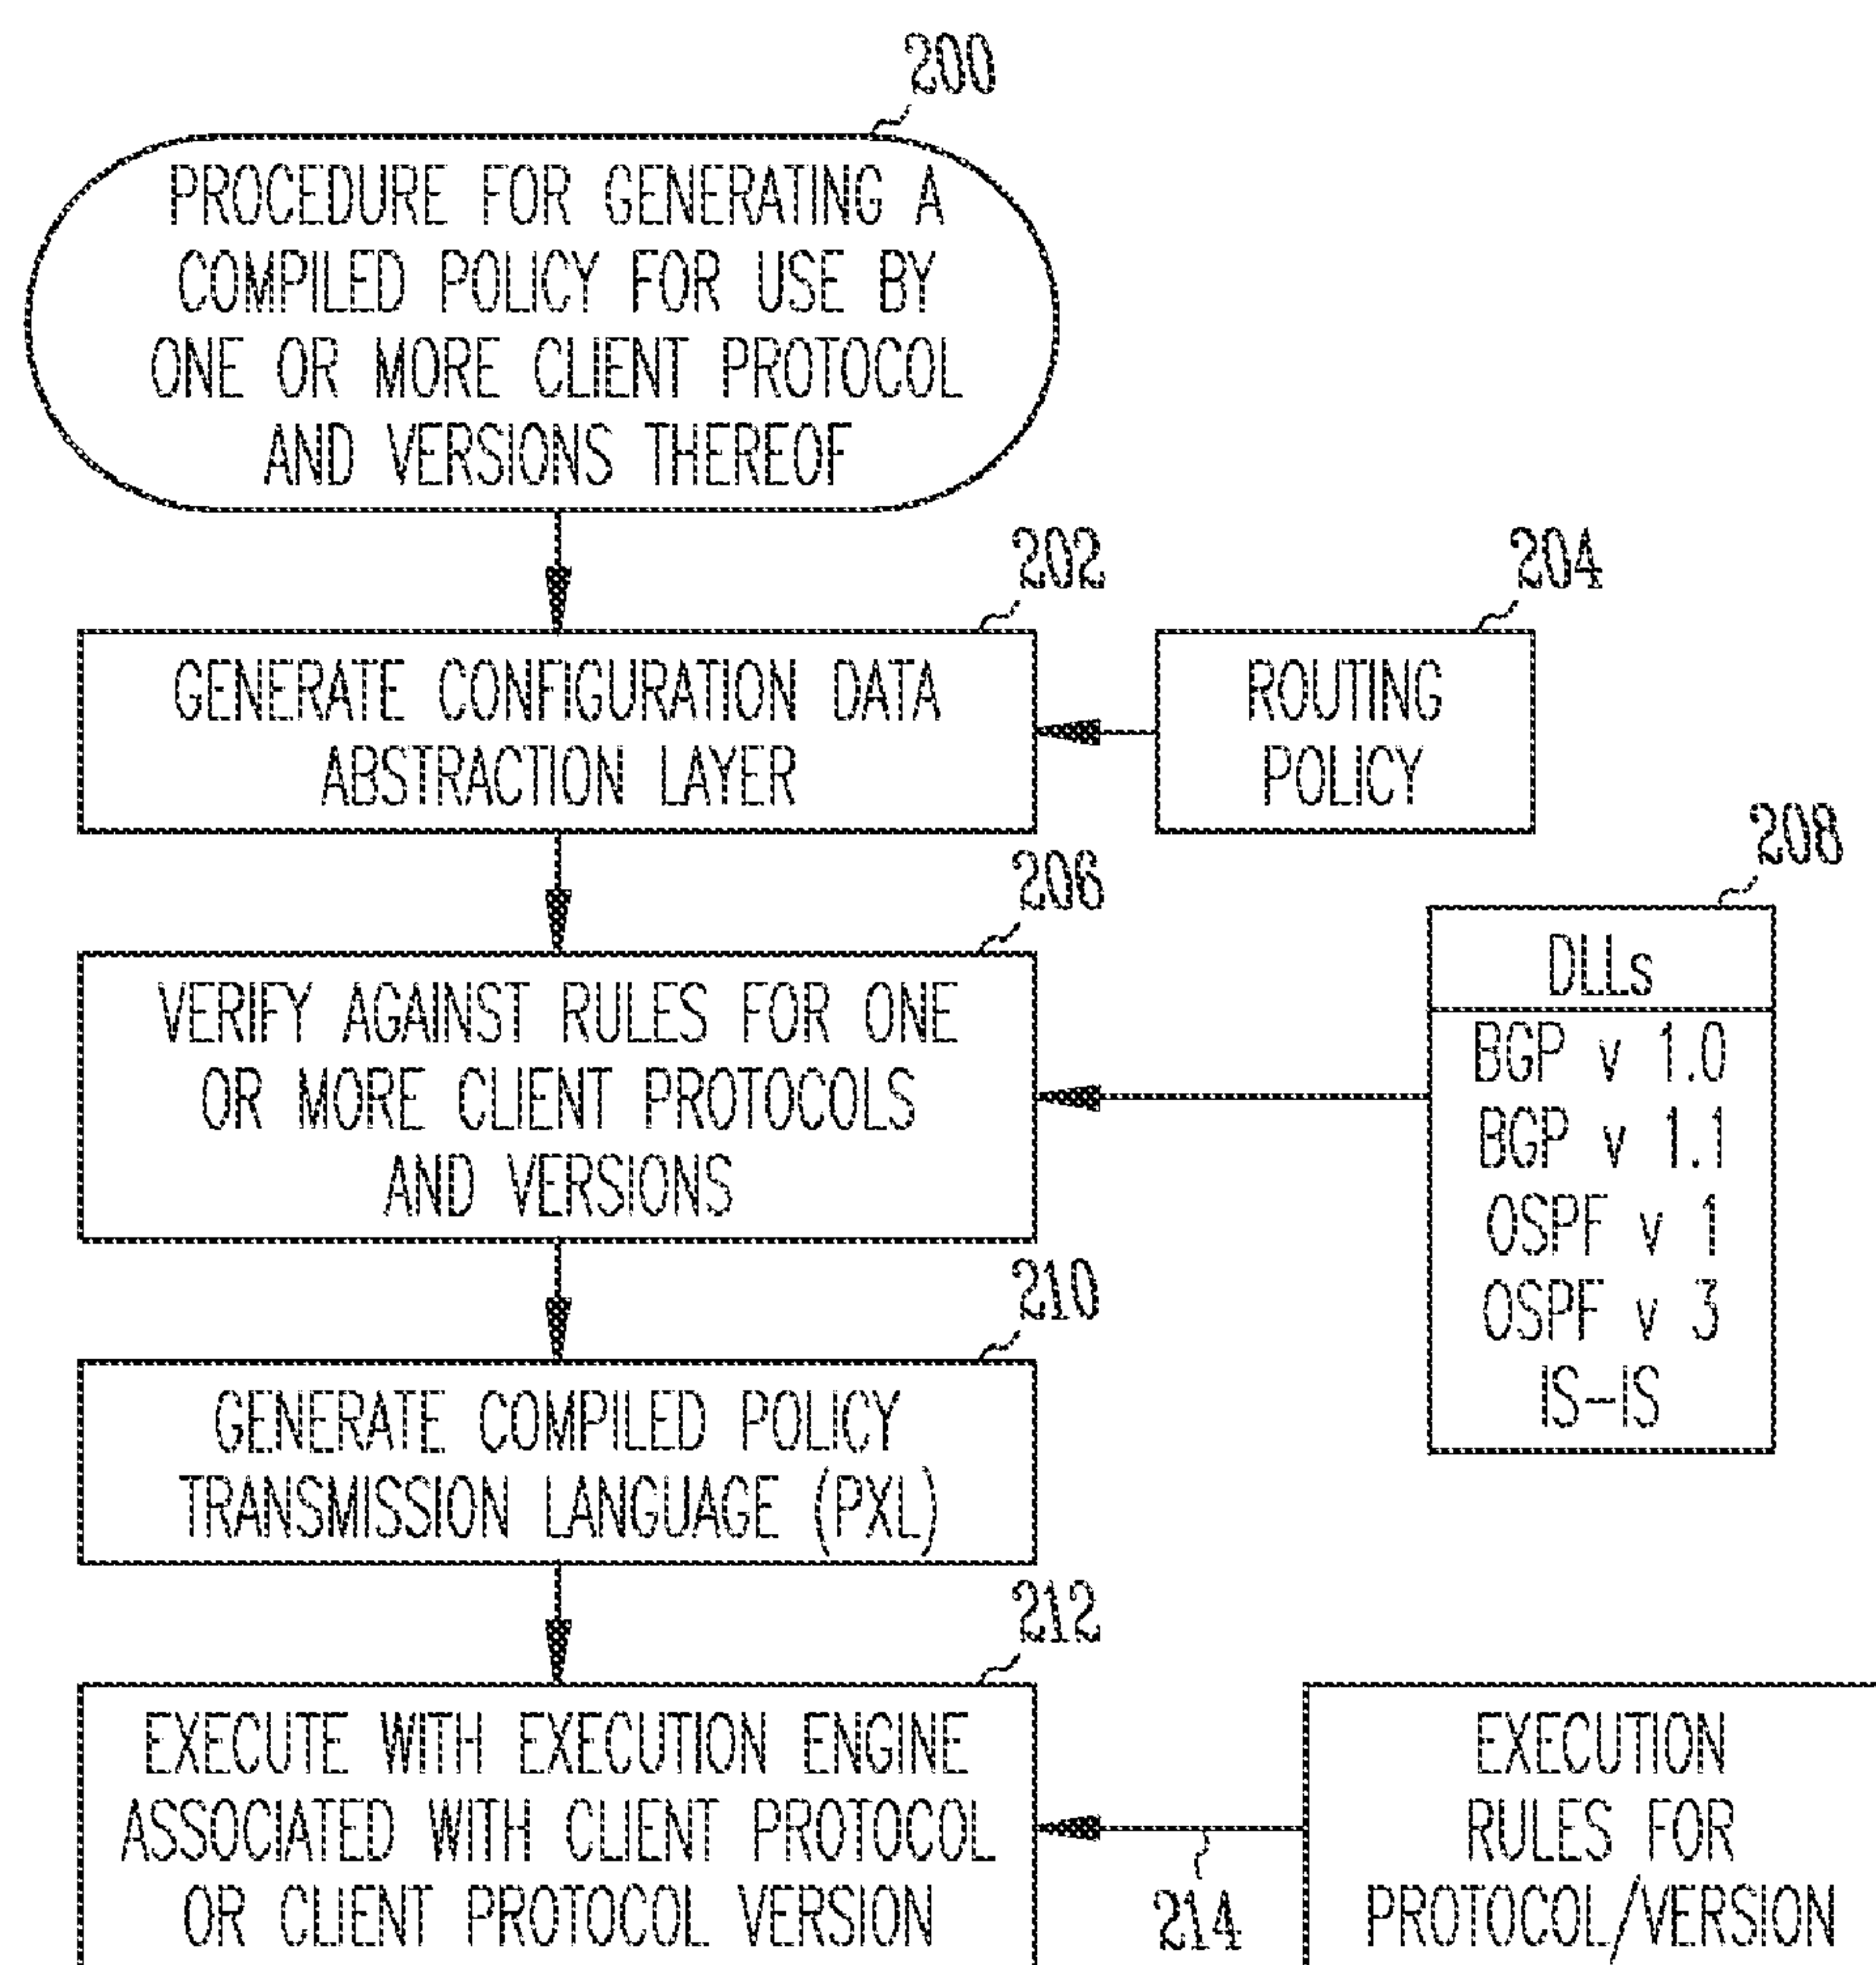 200
PROCEDURE FOR GENERATING A
COMPILED POLICY FOR USE BY
ONE OR MORE CLIENT PROTOCOL
AND VERSIONS THEREOF
202
GENERATE CONFIGURATION DATA
ABSTRACTION LAYER
204
ROUTING
POLICY
206
VERIFY AGAINST RULES FOR ONE
OR MORE CLIENT PROTOCOLS
AND VERSIONS
208
DLLs
BGP v 1.0
BGP v 1.1
OSPF v 1
OSPF v 3
IS-IS
210
GENERATE COMPILED POLICY
TRANSMISSION LANGUAGE (PXL)
212
EXECUTE WITH EXECUTION ENGINE
ASSOCIATED WITH CLIENT PROTOCOL
OR CLIENT PROTOCOL VERSION
214
EXECUTION
RULES FOR
PROTOCOL/VERSION